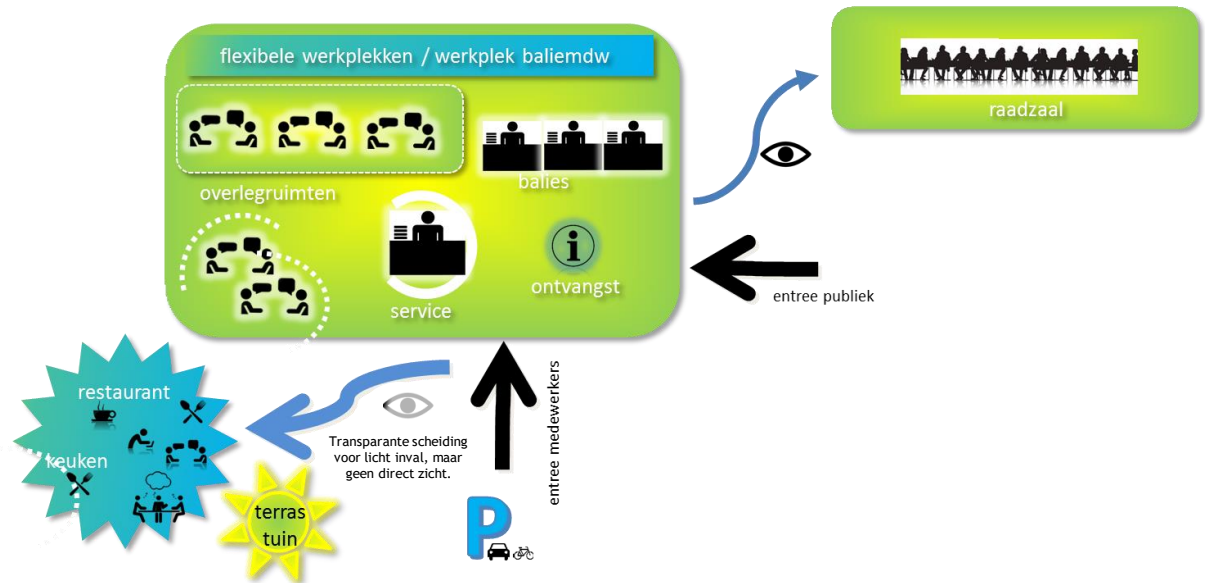 flexibele werkplekken / werkplek baliemdw
raadzaal
balies
overlegruimten
i
ontvangst
service
entree publiek
entree medewerkers
restaurant
keuken
Transparante scheiding
voor licht inval, maar
geen direct zicht.
terras
tuin
P